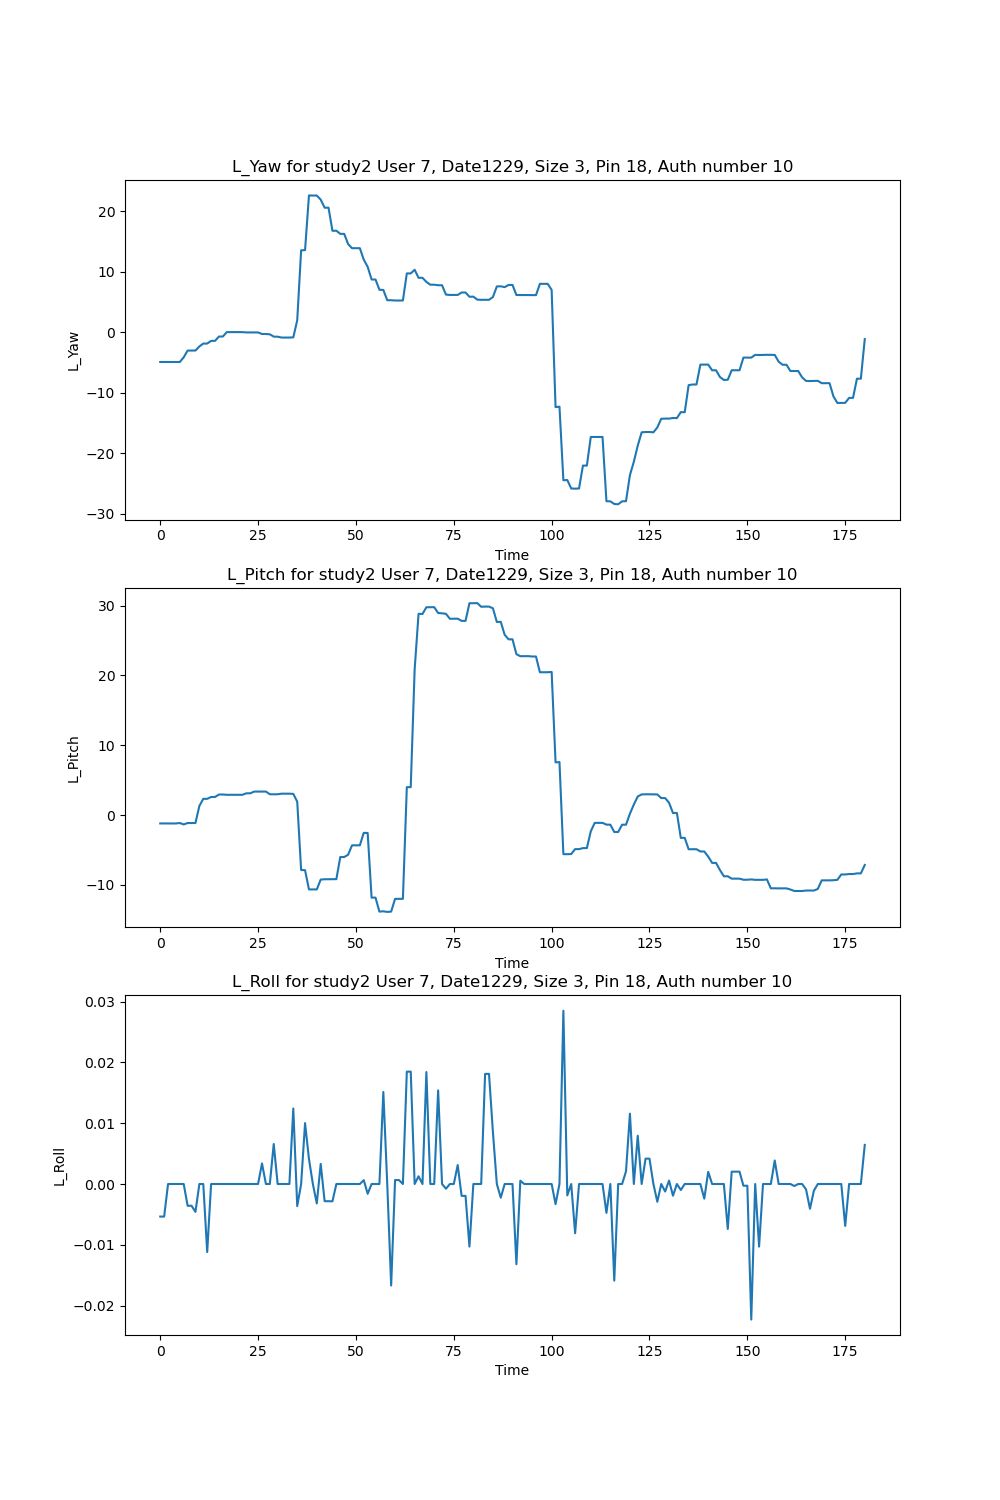 L_Yaw for study2 User 7, Date1229, Size 3, Pin 18, Auth number 10
20
10
0
−10
−20
−30
L_Yaw
0 25 50 75 100 125 150 175
Time
L_Pitch for study2 User 7, Date1229, Size 3, Pin 18, Auth number 10
30
20
10
0
−10
L_Pitch
0 25 50 75 100 125 150 175
Time
L_Roll for study2 User 7, Date1229, Size 3, Pin 18, Auth number 10
0.03
0.02
0.01
0.00
−0.01
−0.02
L_Roll
0 25 50 75 100 125 150 175
Time